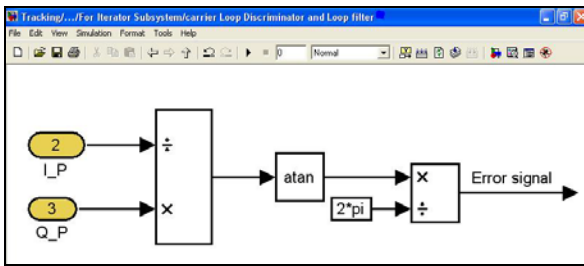 Tracking/.../For Iterator Subsystem/carrier Loop Discriminator and Loop filter
File Edit View Simulation Format Tools Help
0 Normal
2
÷
I_P
atan
×
Error signal
3
×
2*pi
÷
Q_P